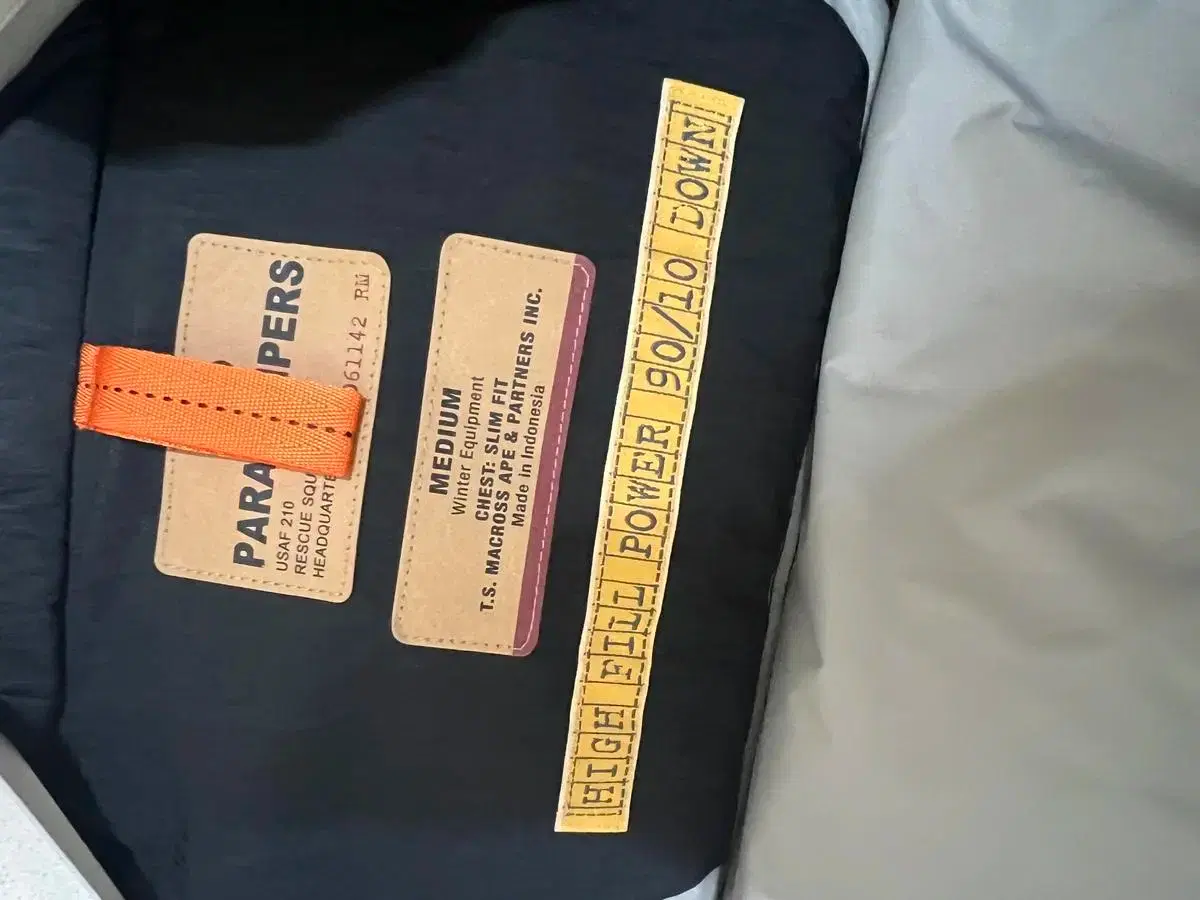 PARA PERS
USAF 210
RESCUE SQU
HEADQUARTE
61142 RM
MEDIUM
Winter Equipment
CHEST: SLIM FIT
T.S. MACROSS APE & PARTNERS INC.
Made in Indonesia
HIGH FILL POWER 90/10 DOWN